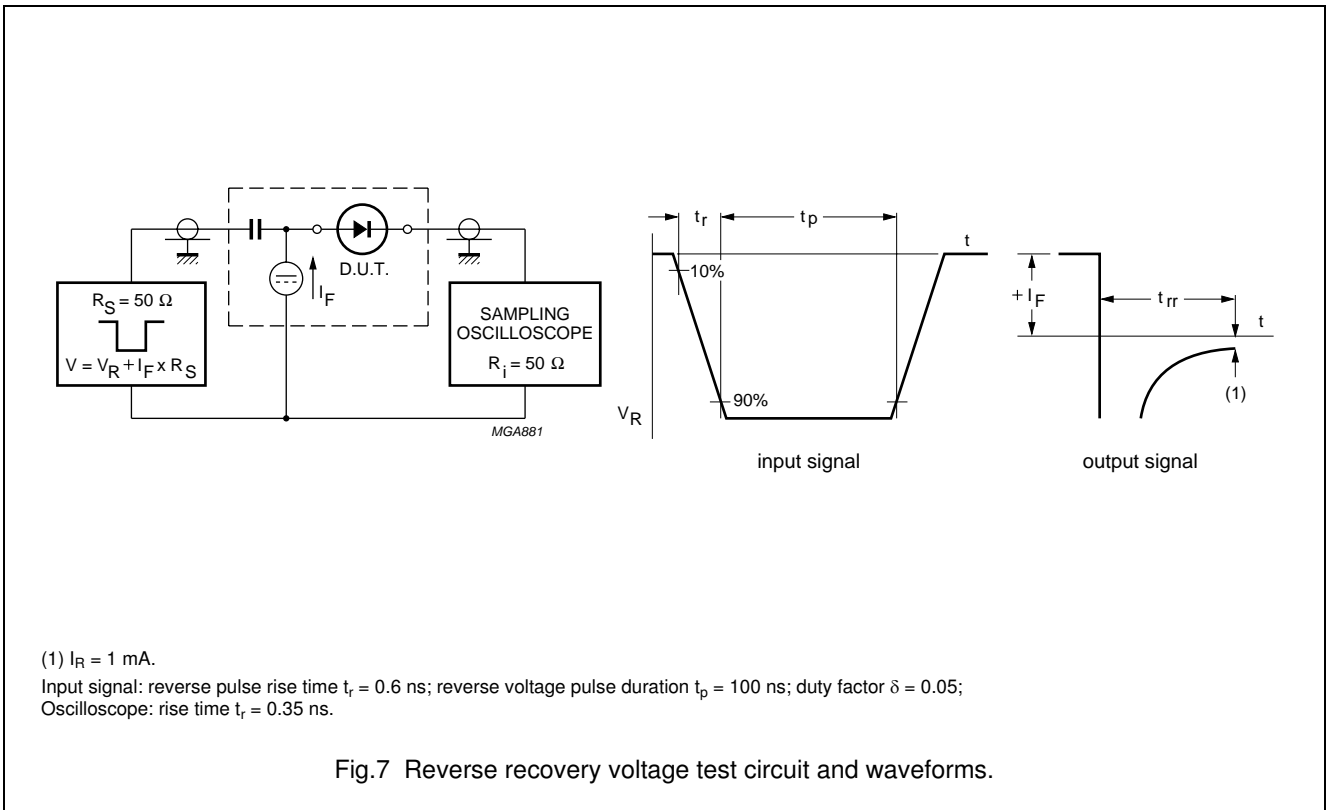 R_S = 50 Ω
V = V_R + I_F x R_S
I_F
D.U.T.
SAMPLING
OSCILLOSCOPE
R_i = 50 Ω
MGA881
t_r
t_p
t
10%
90%
V_R
input signal
+ I_F
t_rr
t
(1)
output signal
(1) I_R = 1 mA.
Input signal: reverse pulse rise time t_r = 0.6 ns; reverse voltage pulse duration t_p = 100 ns; duty factor δ = 0.05;
Oscilloscope: rise time t_r = 0.35 ns.
Fig.7 Reverse recovery voltage test circuit and waveforms.